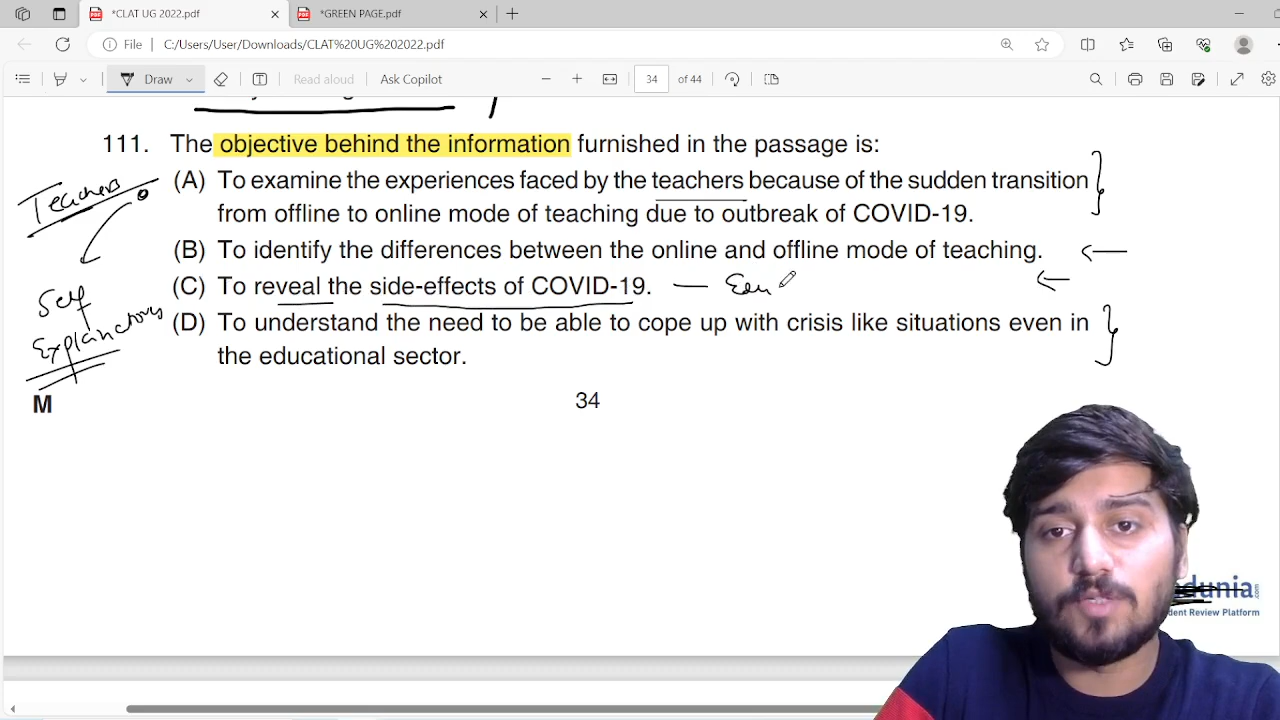 *CLAT UG 2022.pdf
*GREEN PAGE.pdf
File
C:/Users/User/Downloads/CLAT%20UG%202022.pdf
Draw
Read aloud
Ask Copilot
34
of 44
111. The objective behind the information furnished in the passage is:
(A) To examine the experiences faced by the teachers because of the sudden transition
from offline to online mode of teaching due to outbreak of COVID-19.
(B) To identify the differences between the online and offline mode of teaching.
(C) To reveal the side-effects of COVID-19.
(D) To understand the need to be able to cope up with crisis like situations even in
the educational sector.
Teachers
Self
Explanatory
M
34
dunia
.com
dent Review Platform